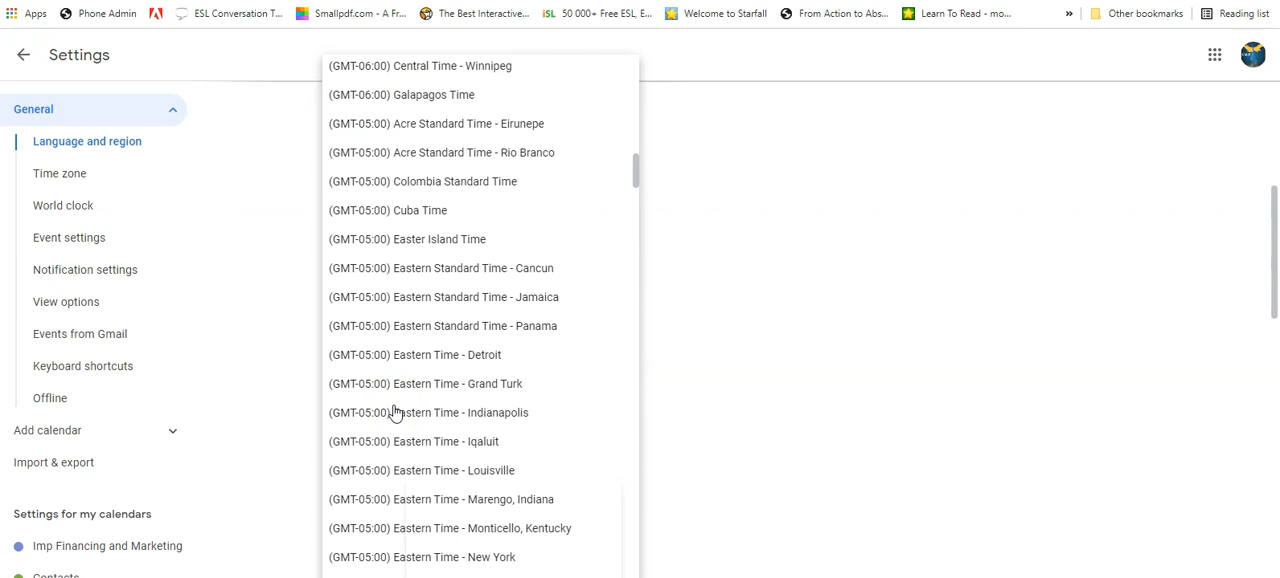 Apps Phone Admin ESL Conversation T... Smallpdf.com - A Fr... The Best Interactive... iSL 50 000+ Free ESL, E... Welcome to Starfall From Action to Abs... Learn To Read - mo... » Other bookmarks Reading list
Settings
General
Language and region
Time zone
World clock
Event settings
Notification settings
View options
Events from Gmail
Keyboard shortcuts
Offline
Add calendar
Import & export
Settings for my calendars
Imp Financing and Marketing
Contacts
(GMT-06:00) Central Time - Winnipeg
(GMT-06:00) Galapagos Time
(GMT-05:00) Acre Standard Time - Eirunepe
(GMT-05:00) Acre Standard Time - Rio Branco
(GMT-05:00) Colombia Standard Time
(GMT-05:00) Cuba Time
(GMT-05:00) Easter Island Time
(GMT-05:00) Eastern Standard Time - Cancun
(GMT-05:00) Eastern Standard Time - Jamaica
(GMT-05:00) Eastern Standard Time - Panama
(GMT-05:00) Eastern Time - Detroit
(GMT-05:00) Eastern Time - Grand Turk
(GMT-05:00) Eastern Time - Indianapolis
(GMT-05:00) Eastern Time - Iqaluit
(GMT-05:00) Eastern Time - Louisville
(GMT-05:00) Eastern Time - Marengo, Indiana
(GMT-05:00) Eastern Time - Monticello, Kentucky
(GMT-05:00) Eastern Time - New York